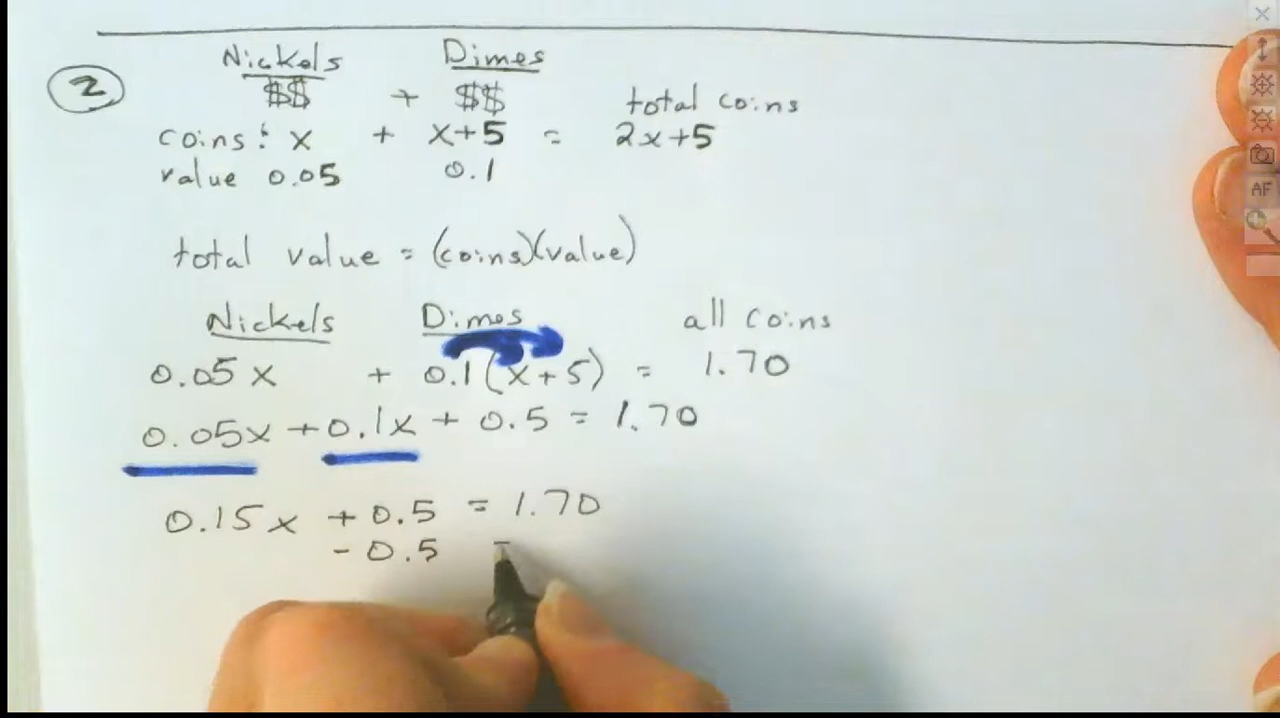 2
Nickels Dimes
$$ + $$ total coins
coins: x + x+5 = 2x+5
value 0.05 0.1
total value = (coins)(value)
Nickels Dimes all coins
0.05x + 0.1(x+5) = 1.70
0.05x + 0.1x + 0.5 = 1.70
0.15x + 0.5 = 1.70
- 0.5 -
AF